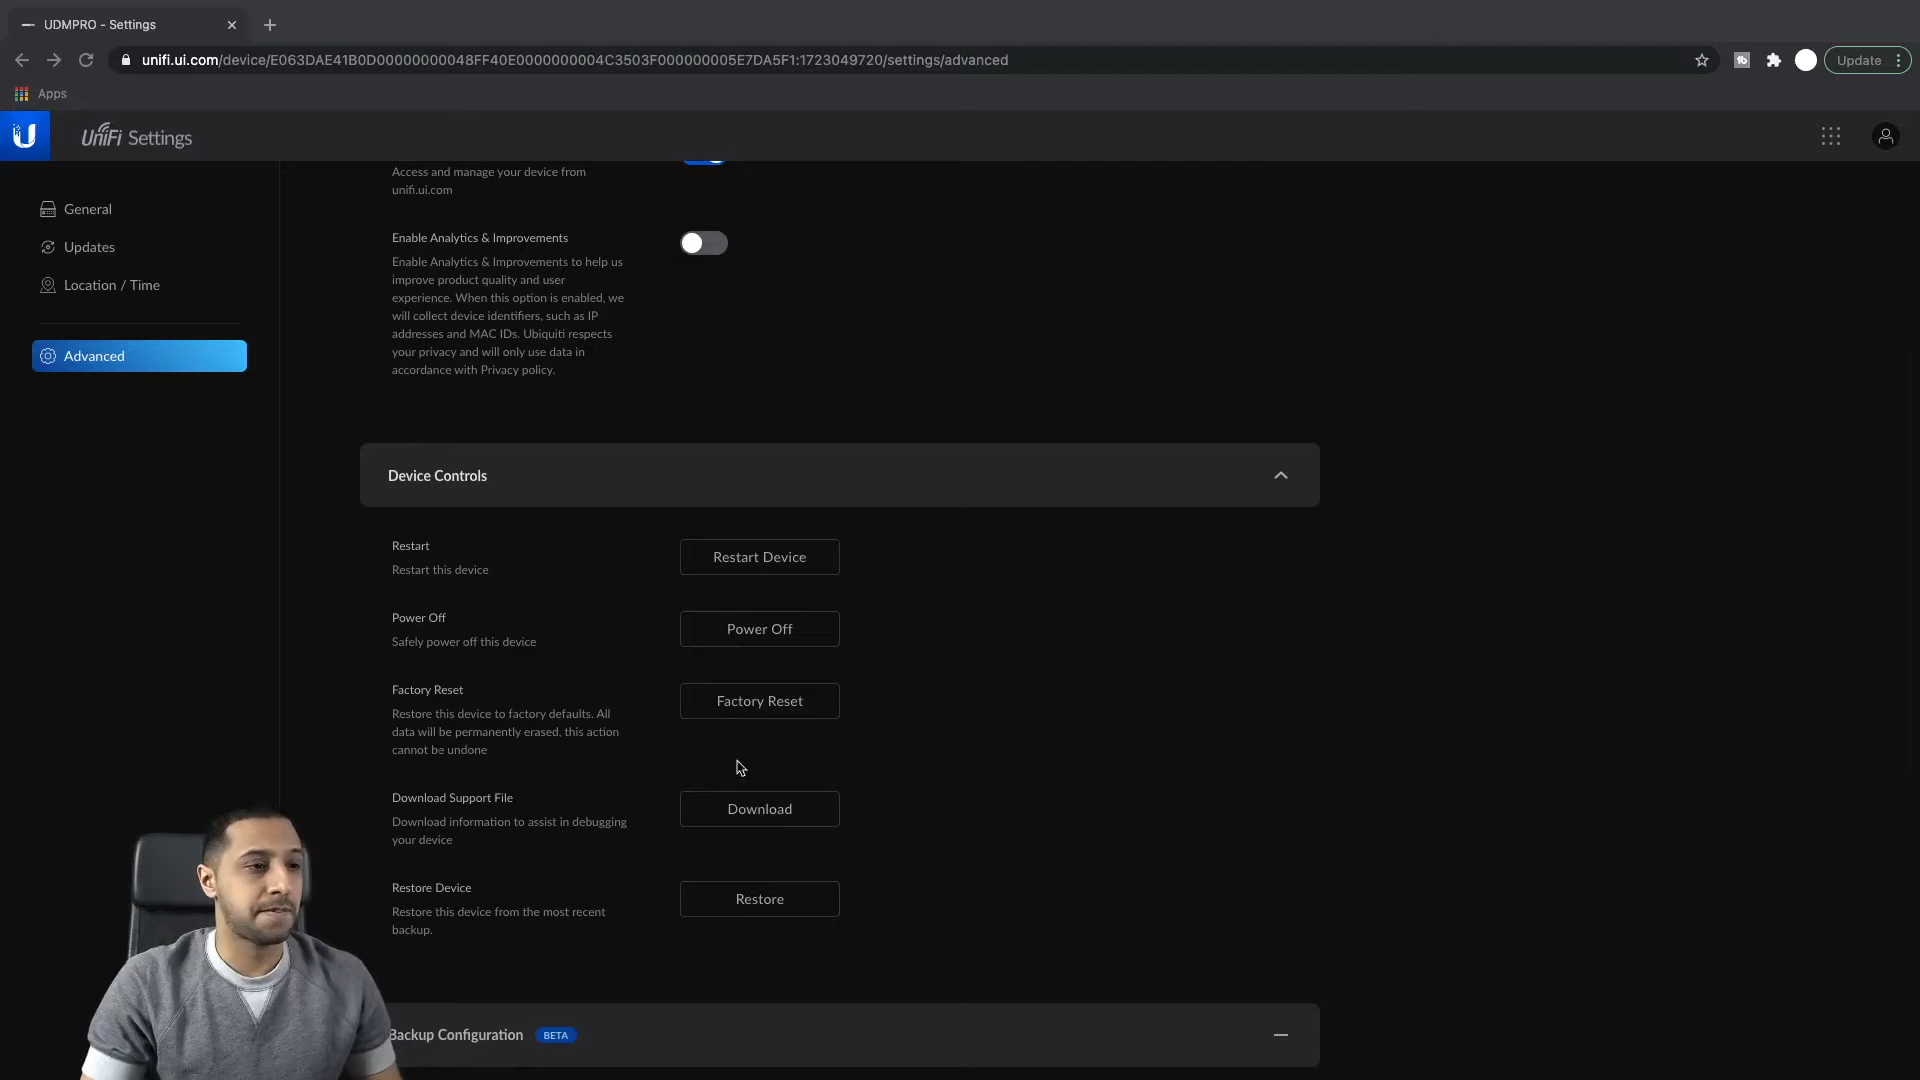 UDMPRO - Settings
unifi.ui.com/device/E063DAE41B0D00000000048FF40E0000000004C3503F000000005E7DA5F1:1723049720/settings/advanced
Update
Apps
UniFi Settings
General
Updates
Location / Time
Advanced
Access and manage your device from
unifi.ui.com
Enable Analytics & Improvements
Enable Analytics & Improvements to help us
improve product quality and user
experience. When this option is enabled, we
will collect device identifiers, such as IP
addresses and MAC IDs. Ubiquiti respects
your privacy and will only use data in
accordance with Privacy policy.
Device Controls
Restart
Restart this device
Restart Device
Power Off
Safely power off this device
Power Off
Factory Reset
Restore this device to factory defaults. All
data will be permanently erased, this action
cannot be undone
Factory Reset
Download Support File
Download information to assist in debugging
your device
Download
Restore Device
Restore this device from the most recent
backup.
Restore
Backup Configuration BETA